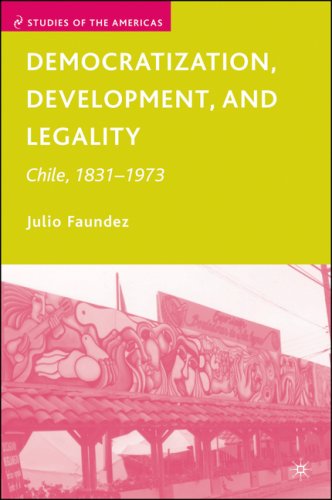 STUDIES OF THE AMERICAS
DEMOCRATIZATION,
DEVELOPMENT, AND
LEGALITY
Chile, 1831–1973
Julio Faundez